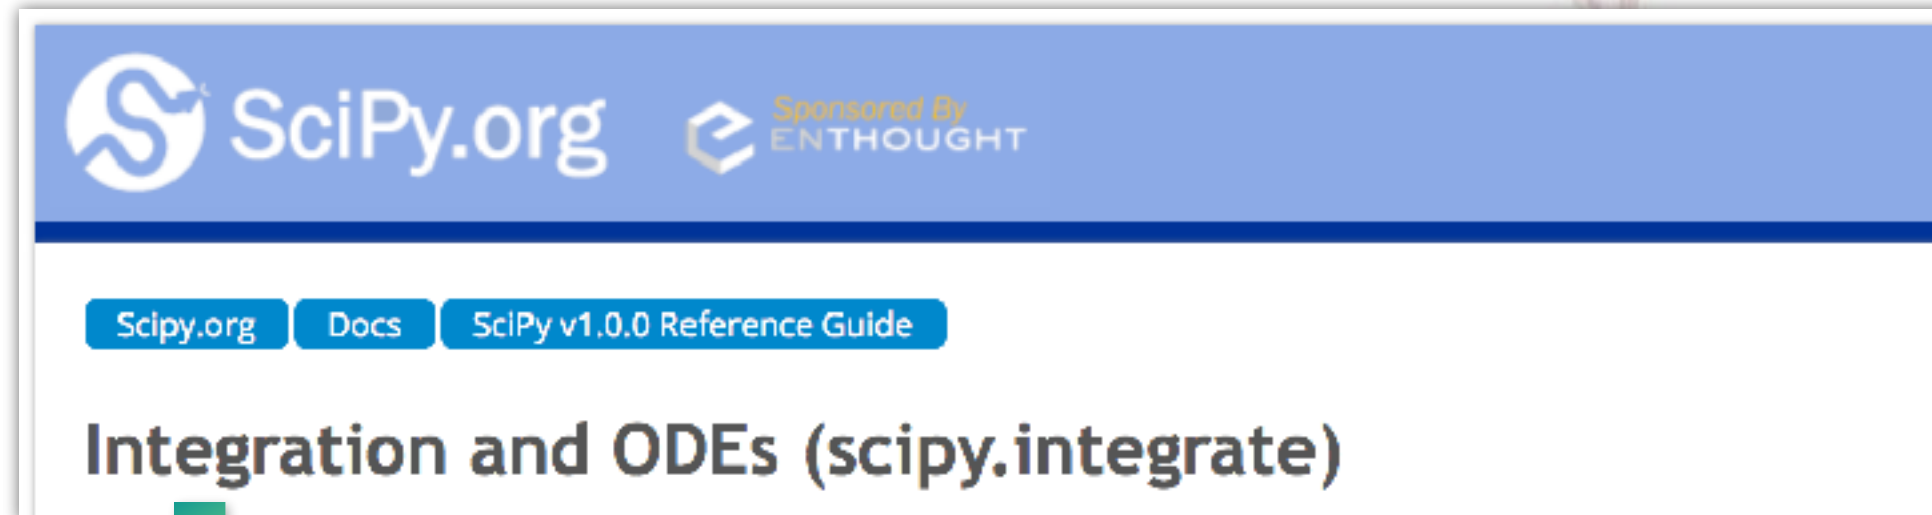 SciPy.org
Sponsored By
ENTHOUGHT
Scipy.org Docs SciPy v1.0.0 Reference Guide
Integration and ODEs (scipy.integrate)